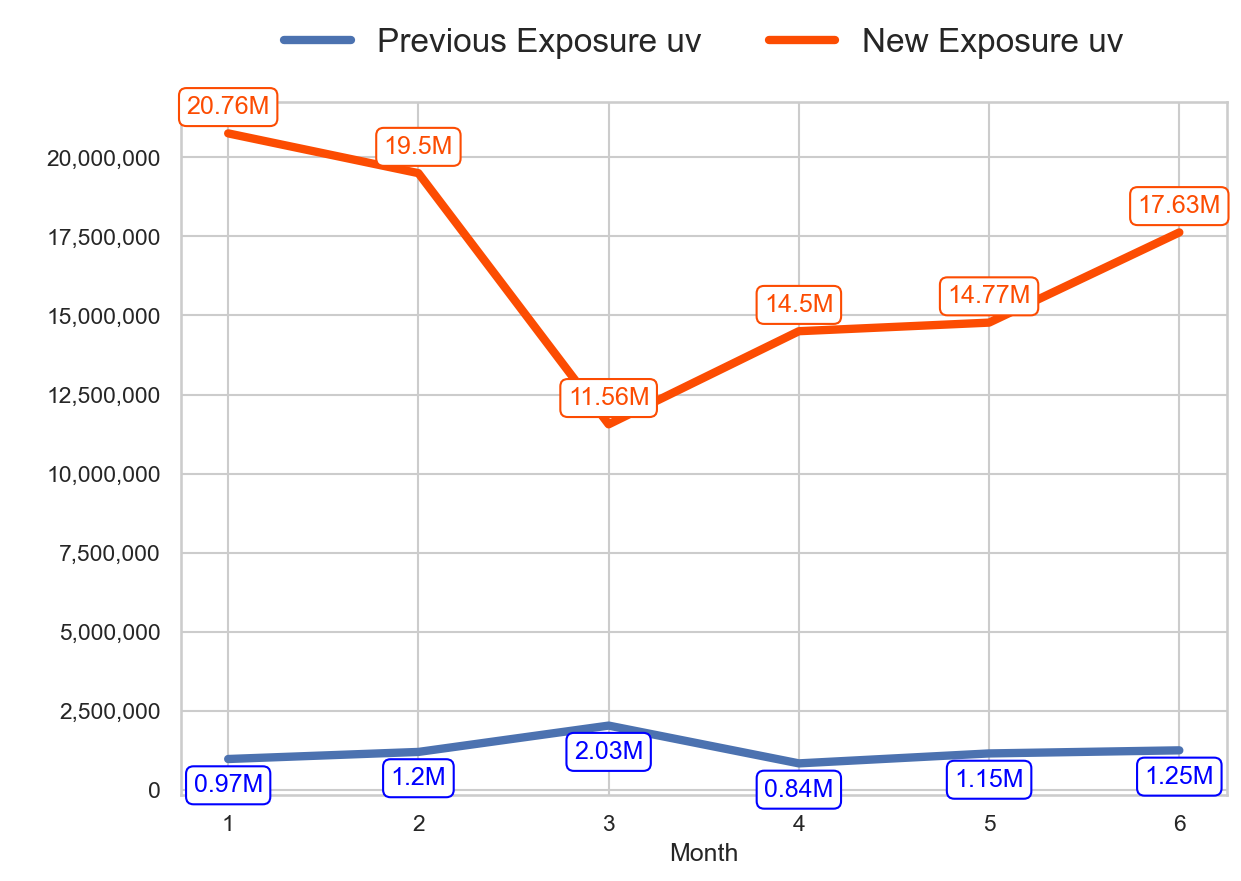 Previous Exposure uv New Exposure uv
20.76M
19.5M
20,000,000
17.63M
17,500,000
14.77M
14.5M
15,000,000
11.56M
12,500,000
10,000,000
7,500,000
5,000,000
2,500,000
2.03M
0.97M 1.2M 0.84M 1.15M 1.25M
0
1 2 3 4 5 6
Month